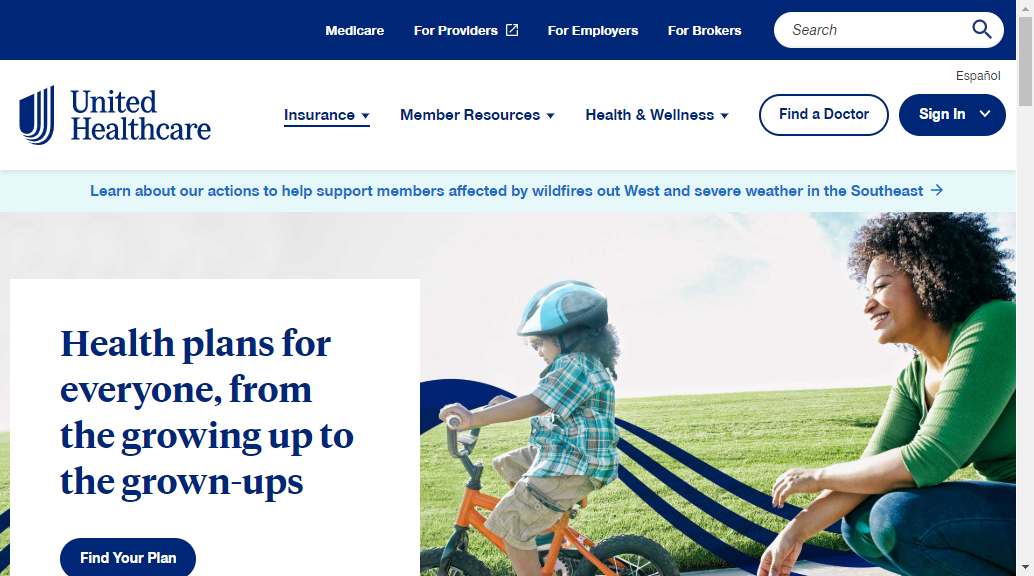 Medicare For Providers For Employers For Brokers Search
Español
United
Healthcare
Insurance Member Resources Health & Wellness Find a Doctor Sign In
Learn about our actions to help support members affected by wildfires out West and severe weather in the Southeast
Health plans for
everyone, from
the growing up to
the grown-ups
Find Your Plan